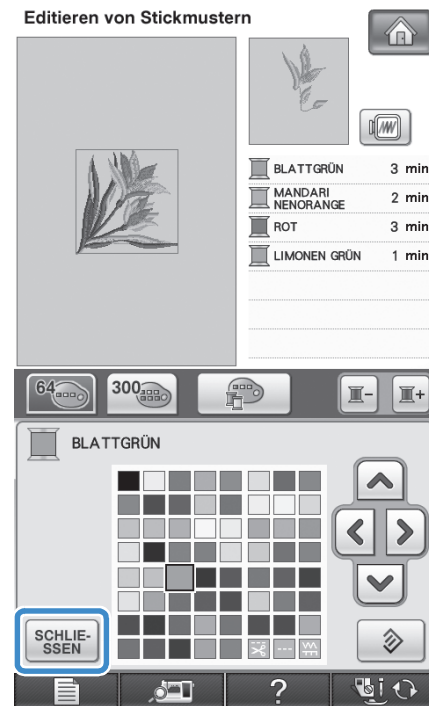 Editieren von Stickmustern
BLATTGRÜN 3 min
MANDARI
NENORANGE 2 min
ROT 3 min
LIMONEN GRÜN 1 min
64 300
BLATTGRÜN
SCHLIE-
SSEN
?